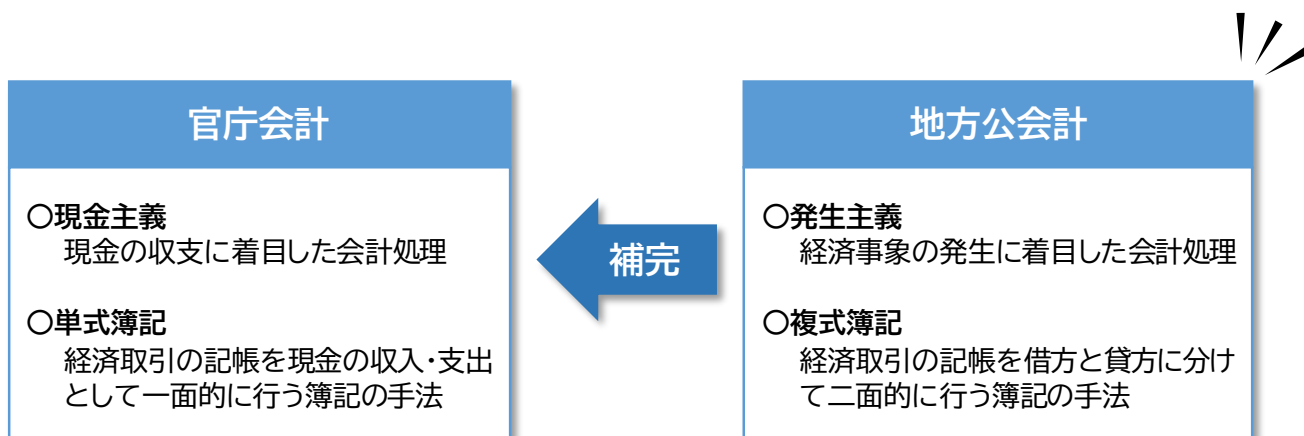 官庁会計
〇現金主義
現金の収支に着目した会計処理
〇単式簿記
経済取引の記帳を現金の収入・支出
として一面的に行う簿記の手法
補完
地方公会計
〇発生主義
経済事象の発生に着目した会計処理
〇複式簿記
経済取引の記帳を借方と貸方に分け
て二面的に行う簿記の手法